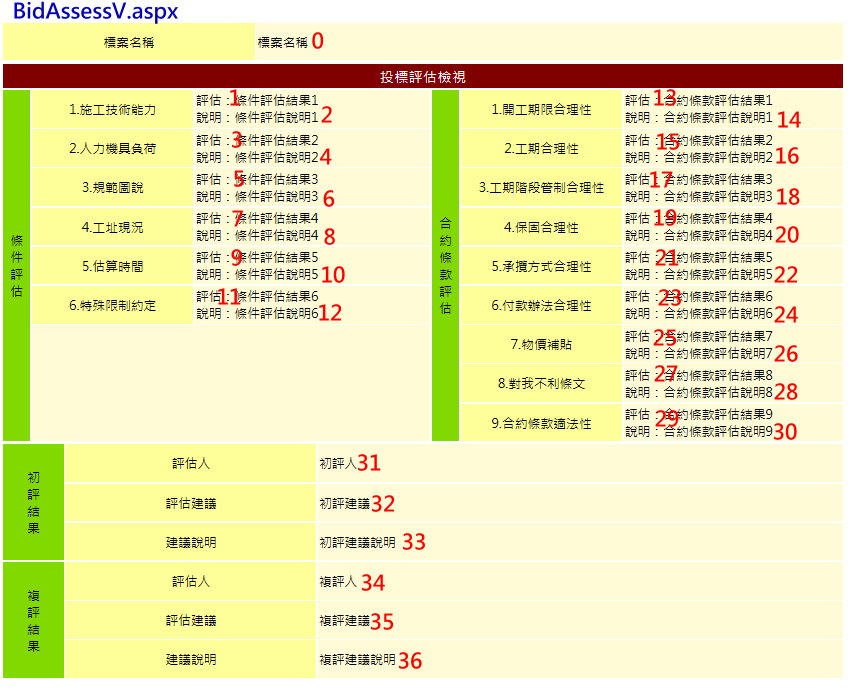 BidAssessV.aspx
標案名稱 標案名稱 0
投標評估檢視
條件評估
1.施工技術能力
評估：條件評估結果1 1
說明：條件評估說明1 2
2.人力機具負荷
評估：條件評估結果2 3
說明：條件評估說明2 4
3.規範圖說
評估：條件評估結果3 5
說明：條件評估說明3 6
4.工址現況
評估：條件評估結果4 7
說明：條件評估說明4 8
5.估算時間
評估：條件評估結果5 9
說明：條件評估說明5 10
6.特殊限制約定
評估：條件評估結果6 11
說明：條件評估說明6 12
合約條款評估
1.開工期限合理性
評估：合約條款評估結果1 13
說明：合約條款評估說明1 14
2.工期合理性
評估：合約條款評估結果2 15
說明：合約條款評估說明2 16
3.工期階段管制合理性
評估：合約條款評估結果3 17
說明：合約條款評估說明3 18
4.保固合理性
評估：合約條款評估結果4 19
說明：合約條款評估說明4 20
5.承攬方式合理性
評估：合約條款評估結果5 21
說明：合約條款評估說明5 22
6.付款辦法合理性
評估：合約條款評估結果6 23
說明：合約條款評估說明6 24
7.物價補貼
評估：合約條款評估結果7 25
說明：合約條款評估說明7 26
8.對我不利條文
評估：合約條款評估結果8 27
說明：合約條款評估說明8 28
9.合約條款適法性
評估：合約條款評估結果9 29
說明：合約條款評估說明9 30
初評結果
評估人 初評人 31
評估建議 初評建議 32
建議說明 初評建議說明 33
複評結果
評估人 複評人 34
評估建議 複評建議 35
建議說明 複評建議說明 36